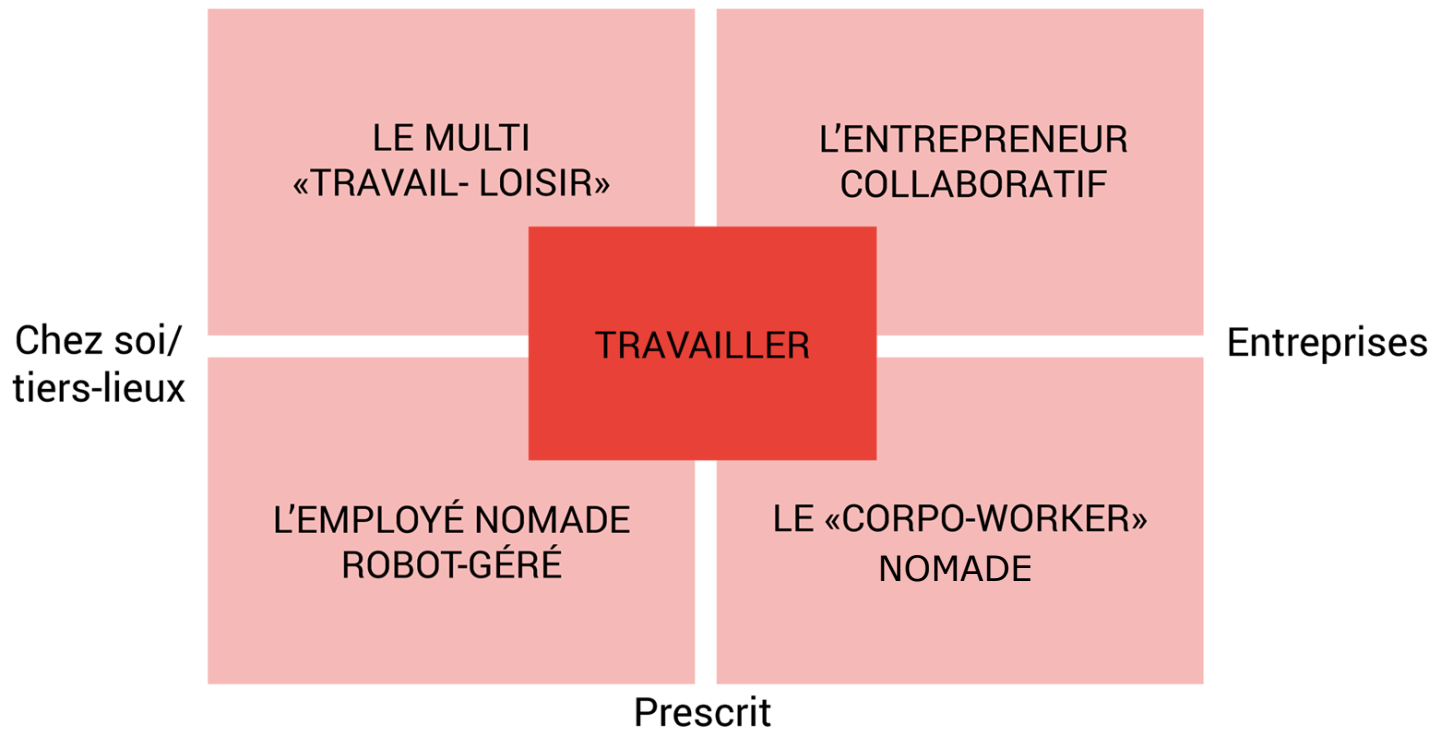 LE MULTI
«TRAVAIL- LOISIR»
L'ENTREPRENEUR
COLLABORATIF
Chez soi/
tiers-lieux
TRAVAILLER
Entreprises
L'EMPLOYÉ NOMADE
ROBOT-GÉRÉ
LE «CORPO-WORKER»
NOMADE
Prescrit